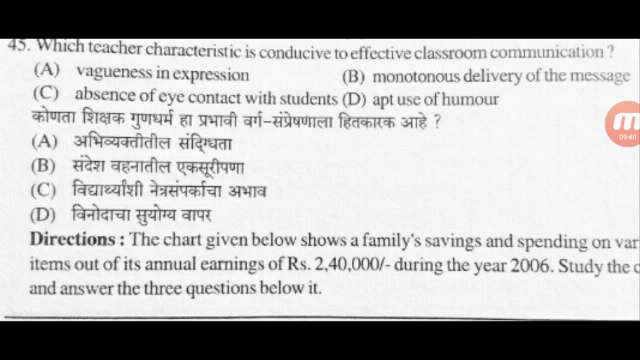 45. Which teacher characteristic is conducive to effective classroom communication ?
(A) vagueness in expression (B) monotonous delivery of the message
(C) absence of eye contact with students (D) apt use of humour
कोणता शिक्षक गुणधर्म हा प्रभावी वर्ग-संप्रेषणाला हितकारक आहे ?
(A) अभिव्यक्तीतील संदिग्धता
(B) संदेश वहनातील एकसूरीपणा
(C) विद्यार्थ्यांशी नेत्रसंपर्काचा अभाव
(D) विनोदाचा सुयोग्य वापर
Directions : The chart given below shows a family's savings and spending on var
items out of its annual earnings of Rs. 2,40,000/- during the year 2006. Study the c
and answer the three questions below it.
09:40